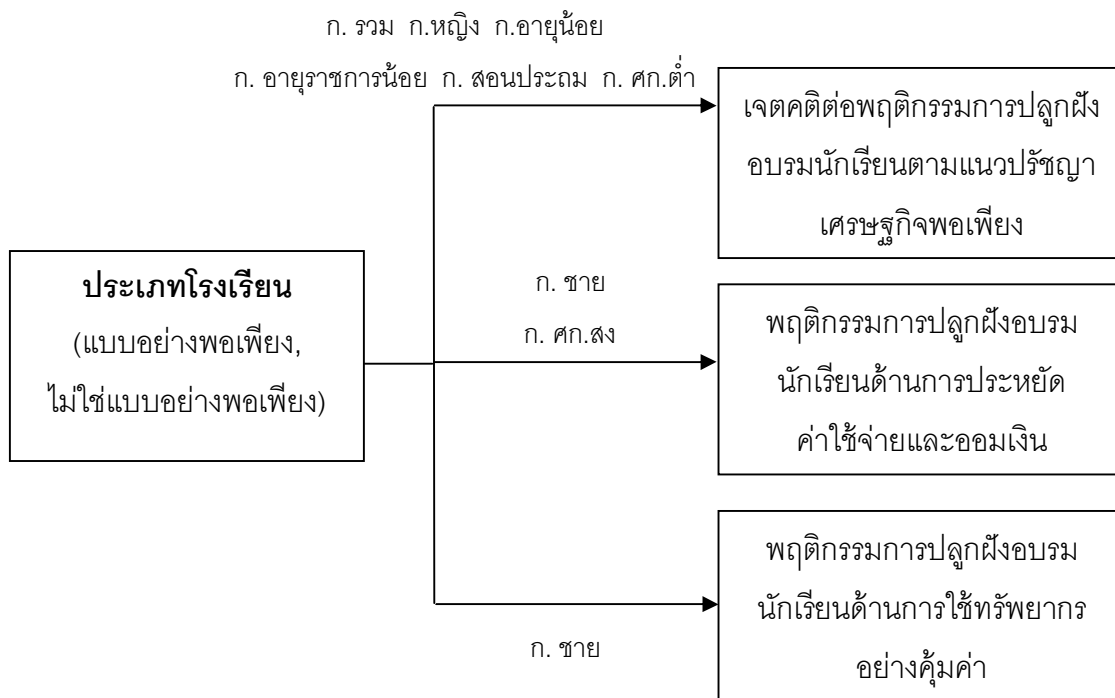 ก. รวม ก.หญิง ก.อายุน้อย
ก. อายุราชการน้อย ก. สอนประถม ก. ศก.ต่ำ
เจตคติต่อพฤติกรรมการปลูกฝัง
อบรมนักเรียนตามแนวปรัชญา
เศรษฐกิจพอเพียง
ประเภทโรงเรียน
(แบบอย่างพอเพียง,
ไม่ใช่แบบอย่างพอเพียง)
ก. ชาย
ก. ศก.สง
พฤติกรรมการปลูกฝังอบรม
นักเรียนด้านการประหยัด
ค่าใช้จ่ายและออมเงิน
พฤติกรรมการปลูกฝังอบรม
นักเรียนด้านการใช้ทรัพยากร
อย่างคุ้มค่า
ก. ชาย